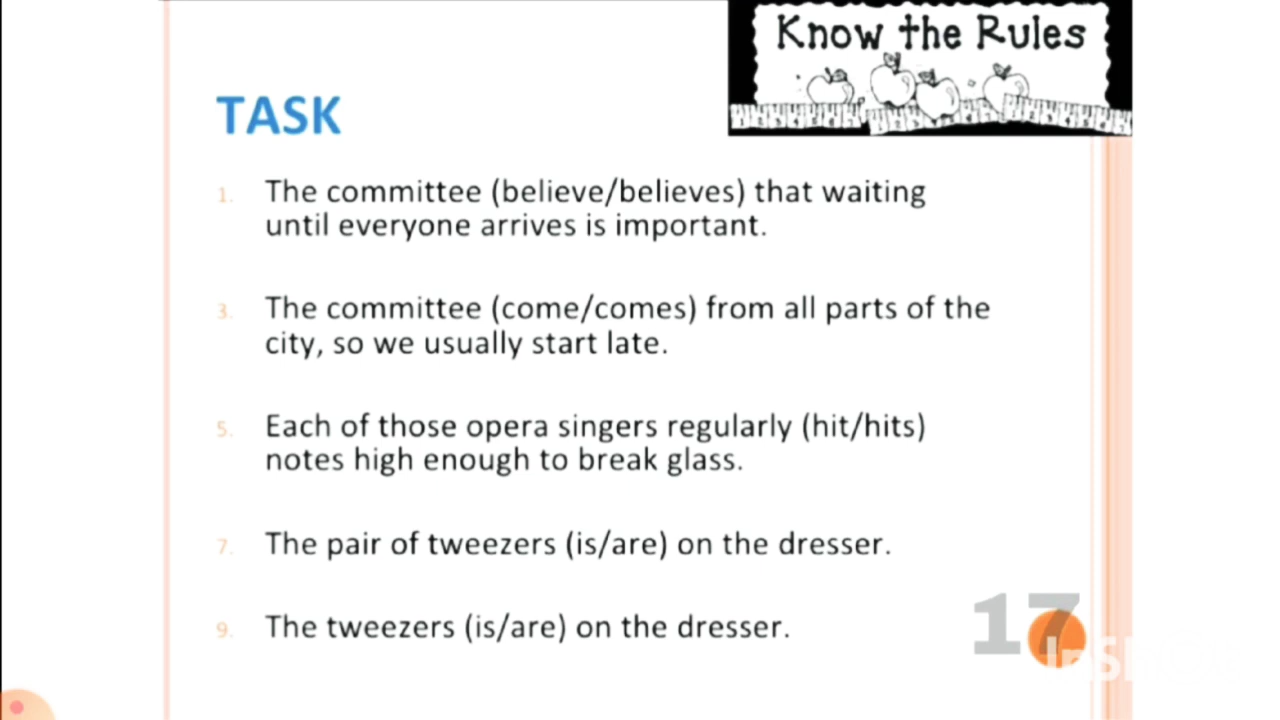 Know the Rules
TASK
1. The committee (believe/believes) that waiting
until everyone arrives is important.
3. The committee (come/comes) from all parts of the
city, so we usually start late.
5. Each of those opera singers regularly (hit/hits)
notes high enough to break glass.
7. The pair of tweezers (is/are) on the dresser.
9. The tweezers (is/are) on the dresser.
17